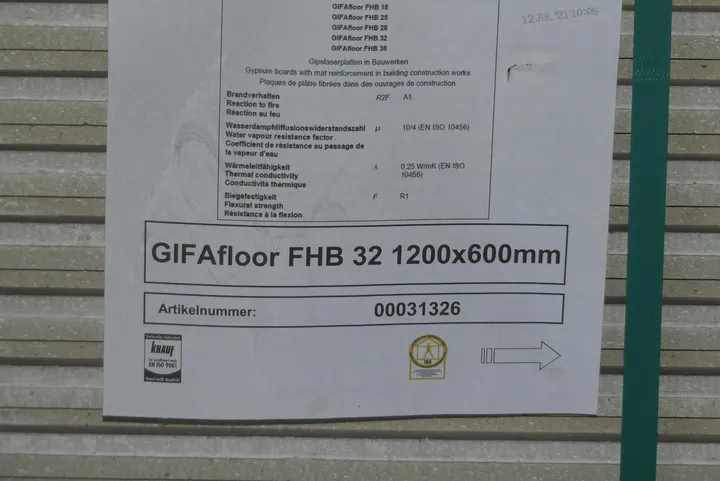 GIFAfloor FHB 18
GIFAfloor FHB 25
GIFAfloor FHB 28
GIFAfloor FHB 32
GIFAfloor FHB 38
12 JUL '21 10:06
Gipsfaserplatten in Bauwerken
Gypsum boards with mat reinforcement in building construction works
Plaques de plâtre fibrées dans des ouvrages de construction
Brandverhalten R2F A1
Reaction to fire
Réaction au feu
Wasserdampfdiffusionswiderstandszahl µ 10/4 (EN ISO 10456)
Water vapour resistance factor
Coefficient de résistance au passage de
la vapeur d'eau
Wärmeleitfähigkeit λ 0,25 W/mK (EN ISO
Thermal conductivity 10456)
Conductivité thermique
Biegefestigkeit F R1
Flexural strength
Résistance à la flexion
GIFAfloor FHB 32 1200x600mm
Artikelnummer: 00031326
KNAUF
EN ISO 9001